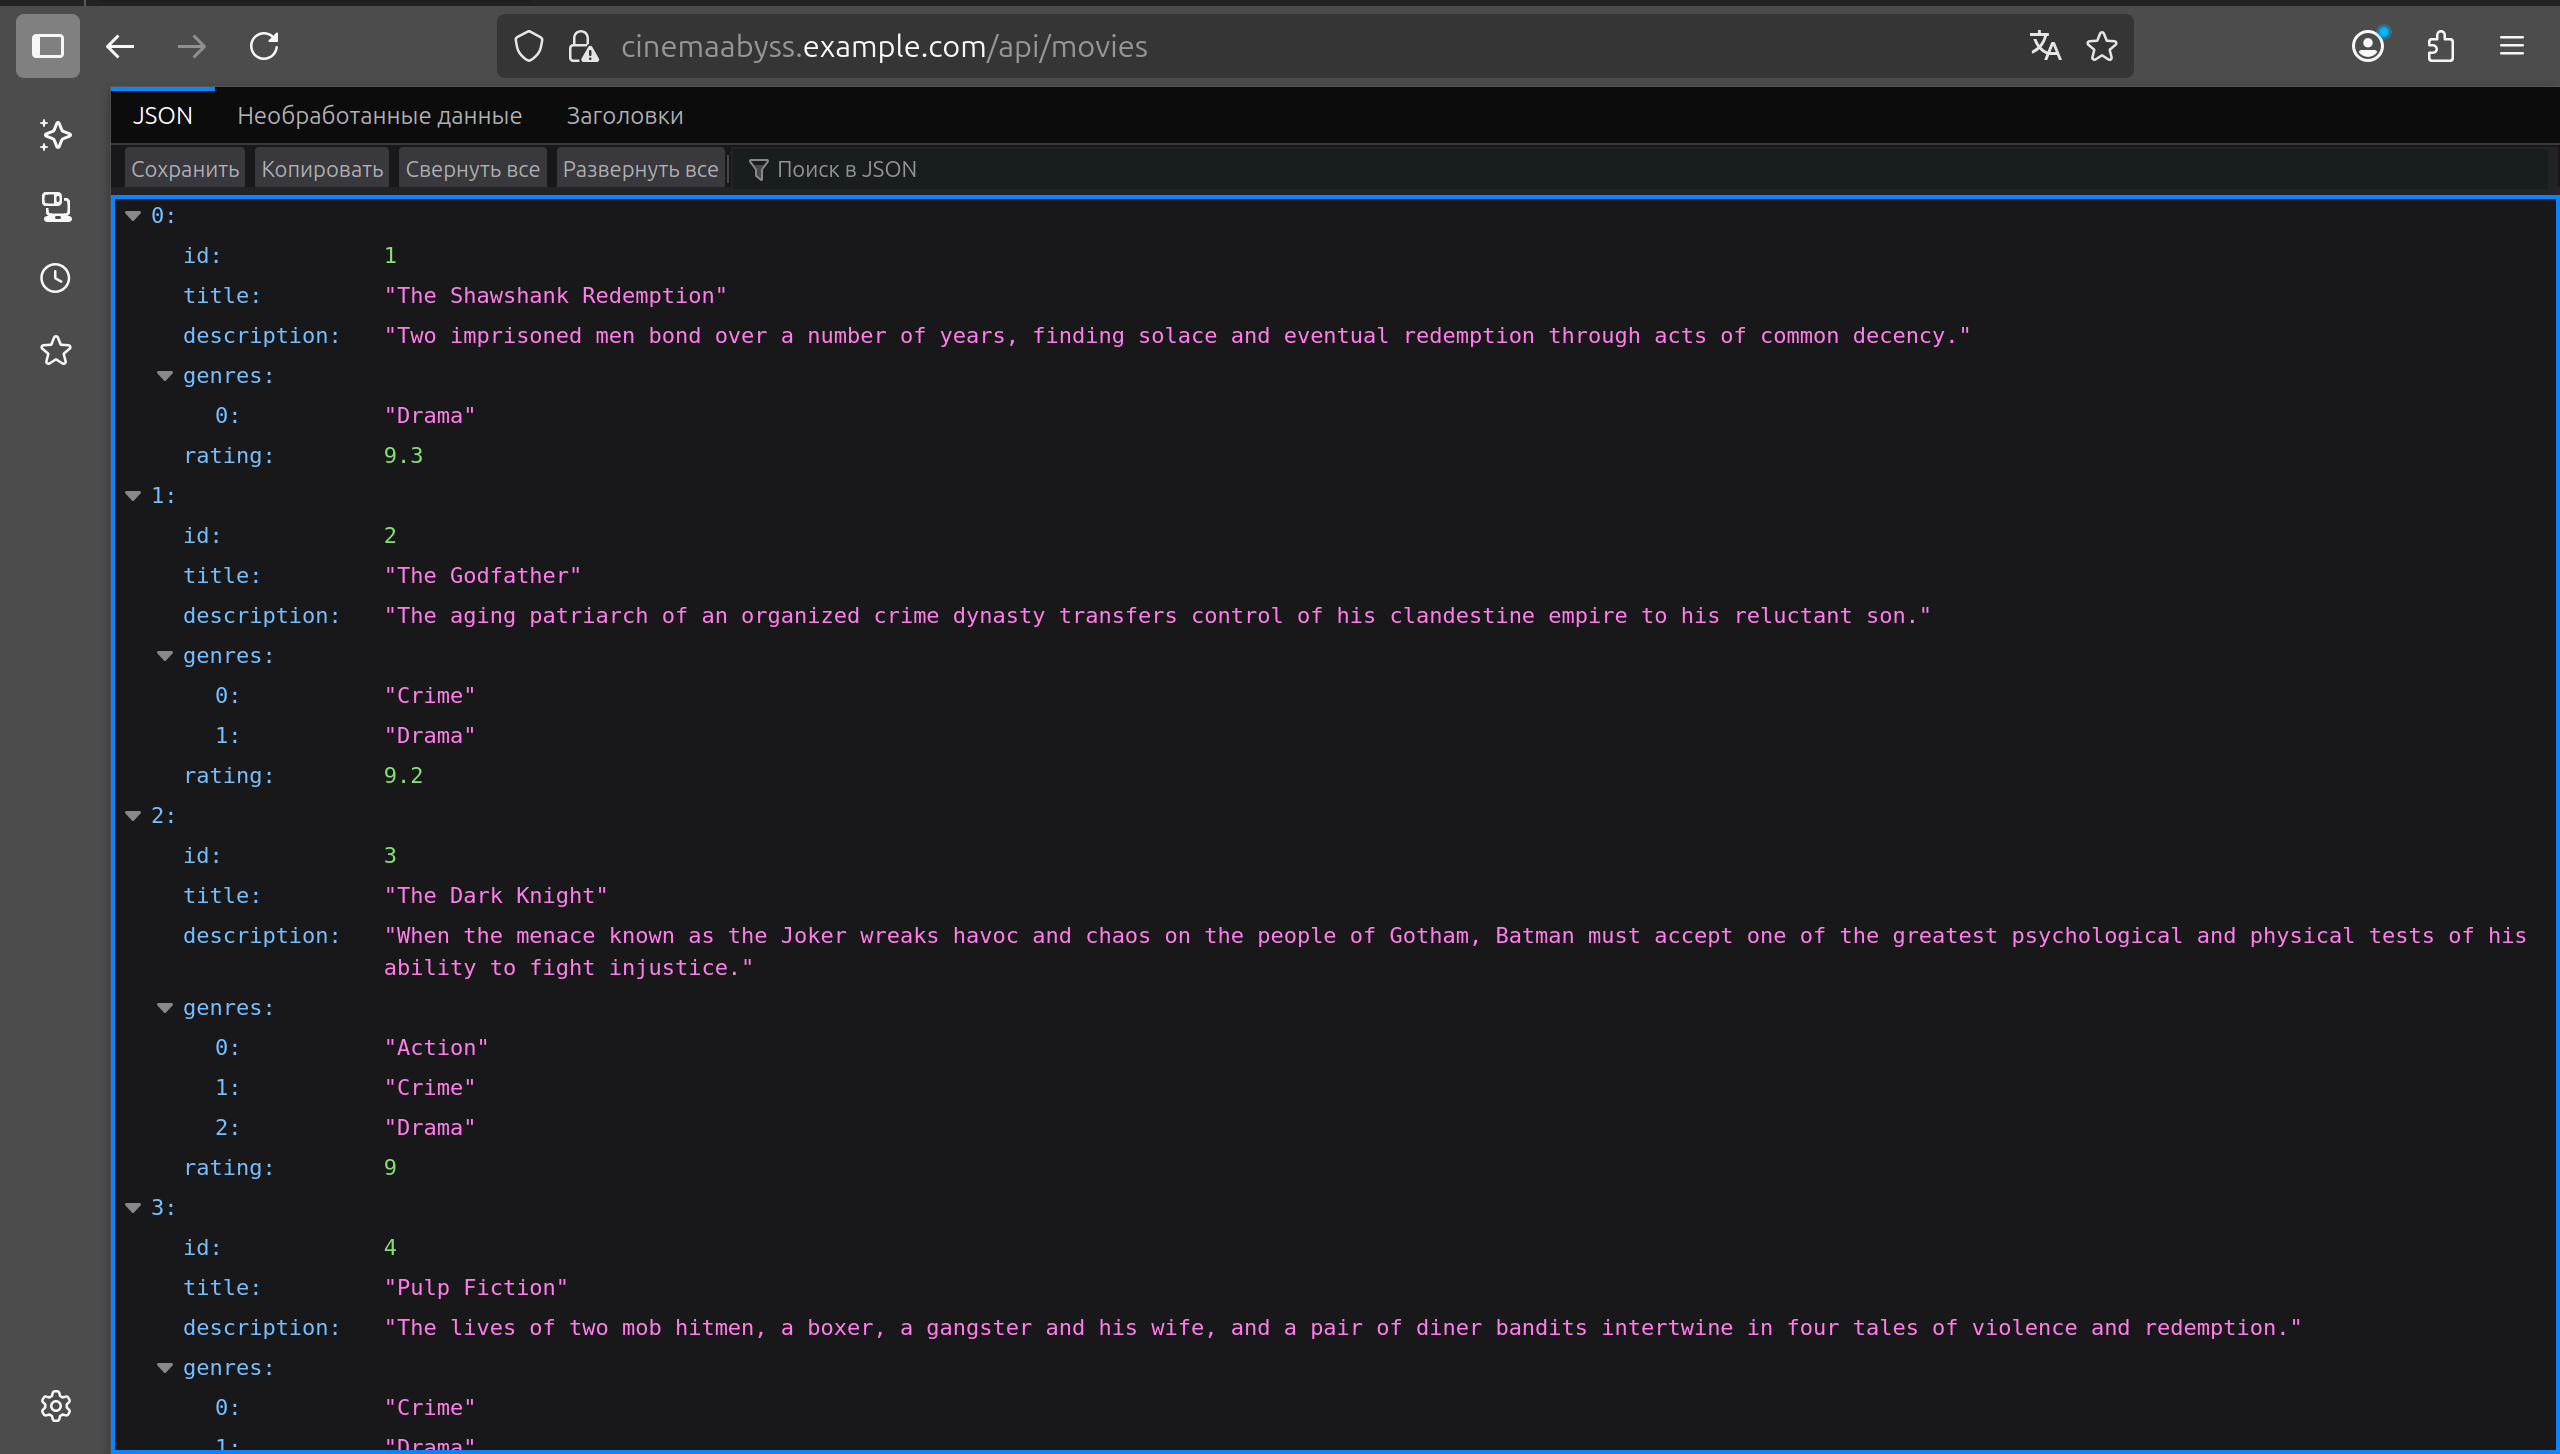 cinemaabyss.example.com/api/movies
JSON Необработанные данные Заголовки
Сохранить Копировать Свернуть все Развернуть все Поиск в JSON
0:
id: 1
title: "The Shawshank Redemption"
description: "Two imprisoned men bond over a number of years, finding solace and eventual redemption through acts of common decency."
genres:
0: "Drama"
rating: 9.3
1:
id: 2
title: "The Godfather"
description: "The aging patriarch of an organized crime dynasty transfers control of his clandestine empire to his reluctant son."
genres:
0: "Crime"
1: "Drama"
rating: 9.2
2:
id: 3
title: "The Dark Knight"
description: "When the menace known as the Joker wreaks havoc and chaos on the people of Gotham, Batman must accept one of the greatest psychological and physical tests of his
ability to fight injustice."
genres:
0: "Action"
1: "Crime"
2: "Drama"
rating: 9
3:
id: 4
title: "Pulp Fiction"
description: "The lives of two mob hitmen, a boxer, a gangster and his wife, and a pair of diner bandits intertwine in four tales of violence and redemption."
genres:
0: "Crime"
1: "Drama"